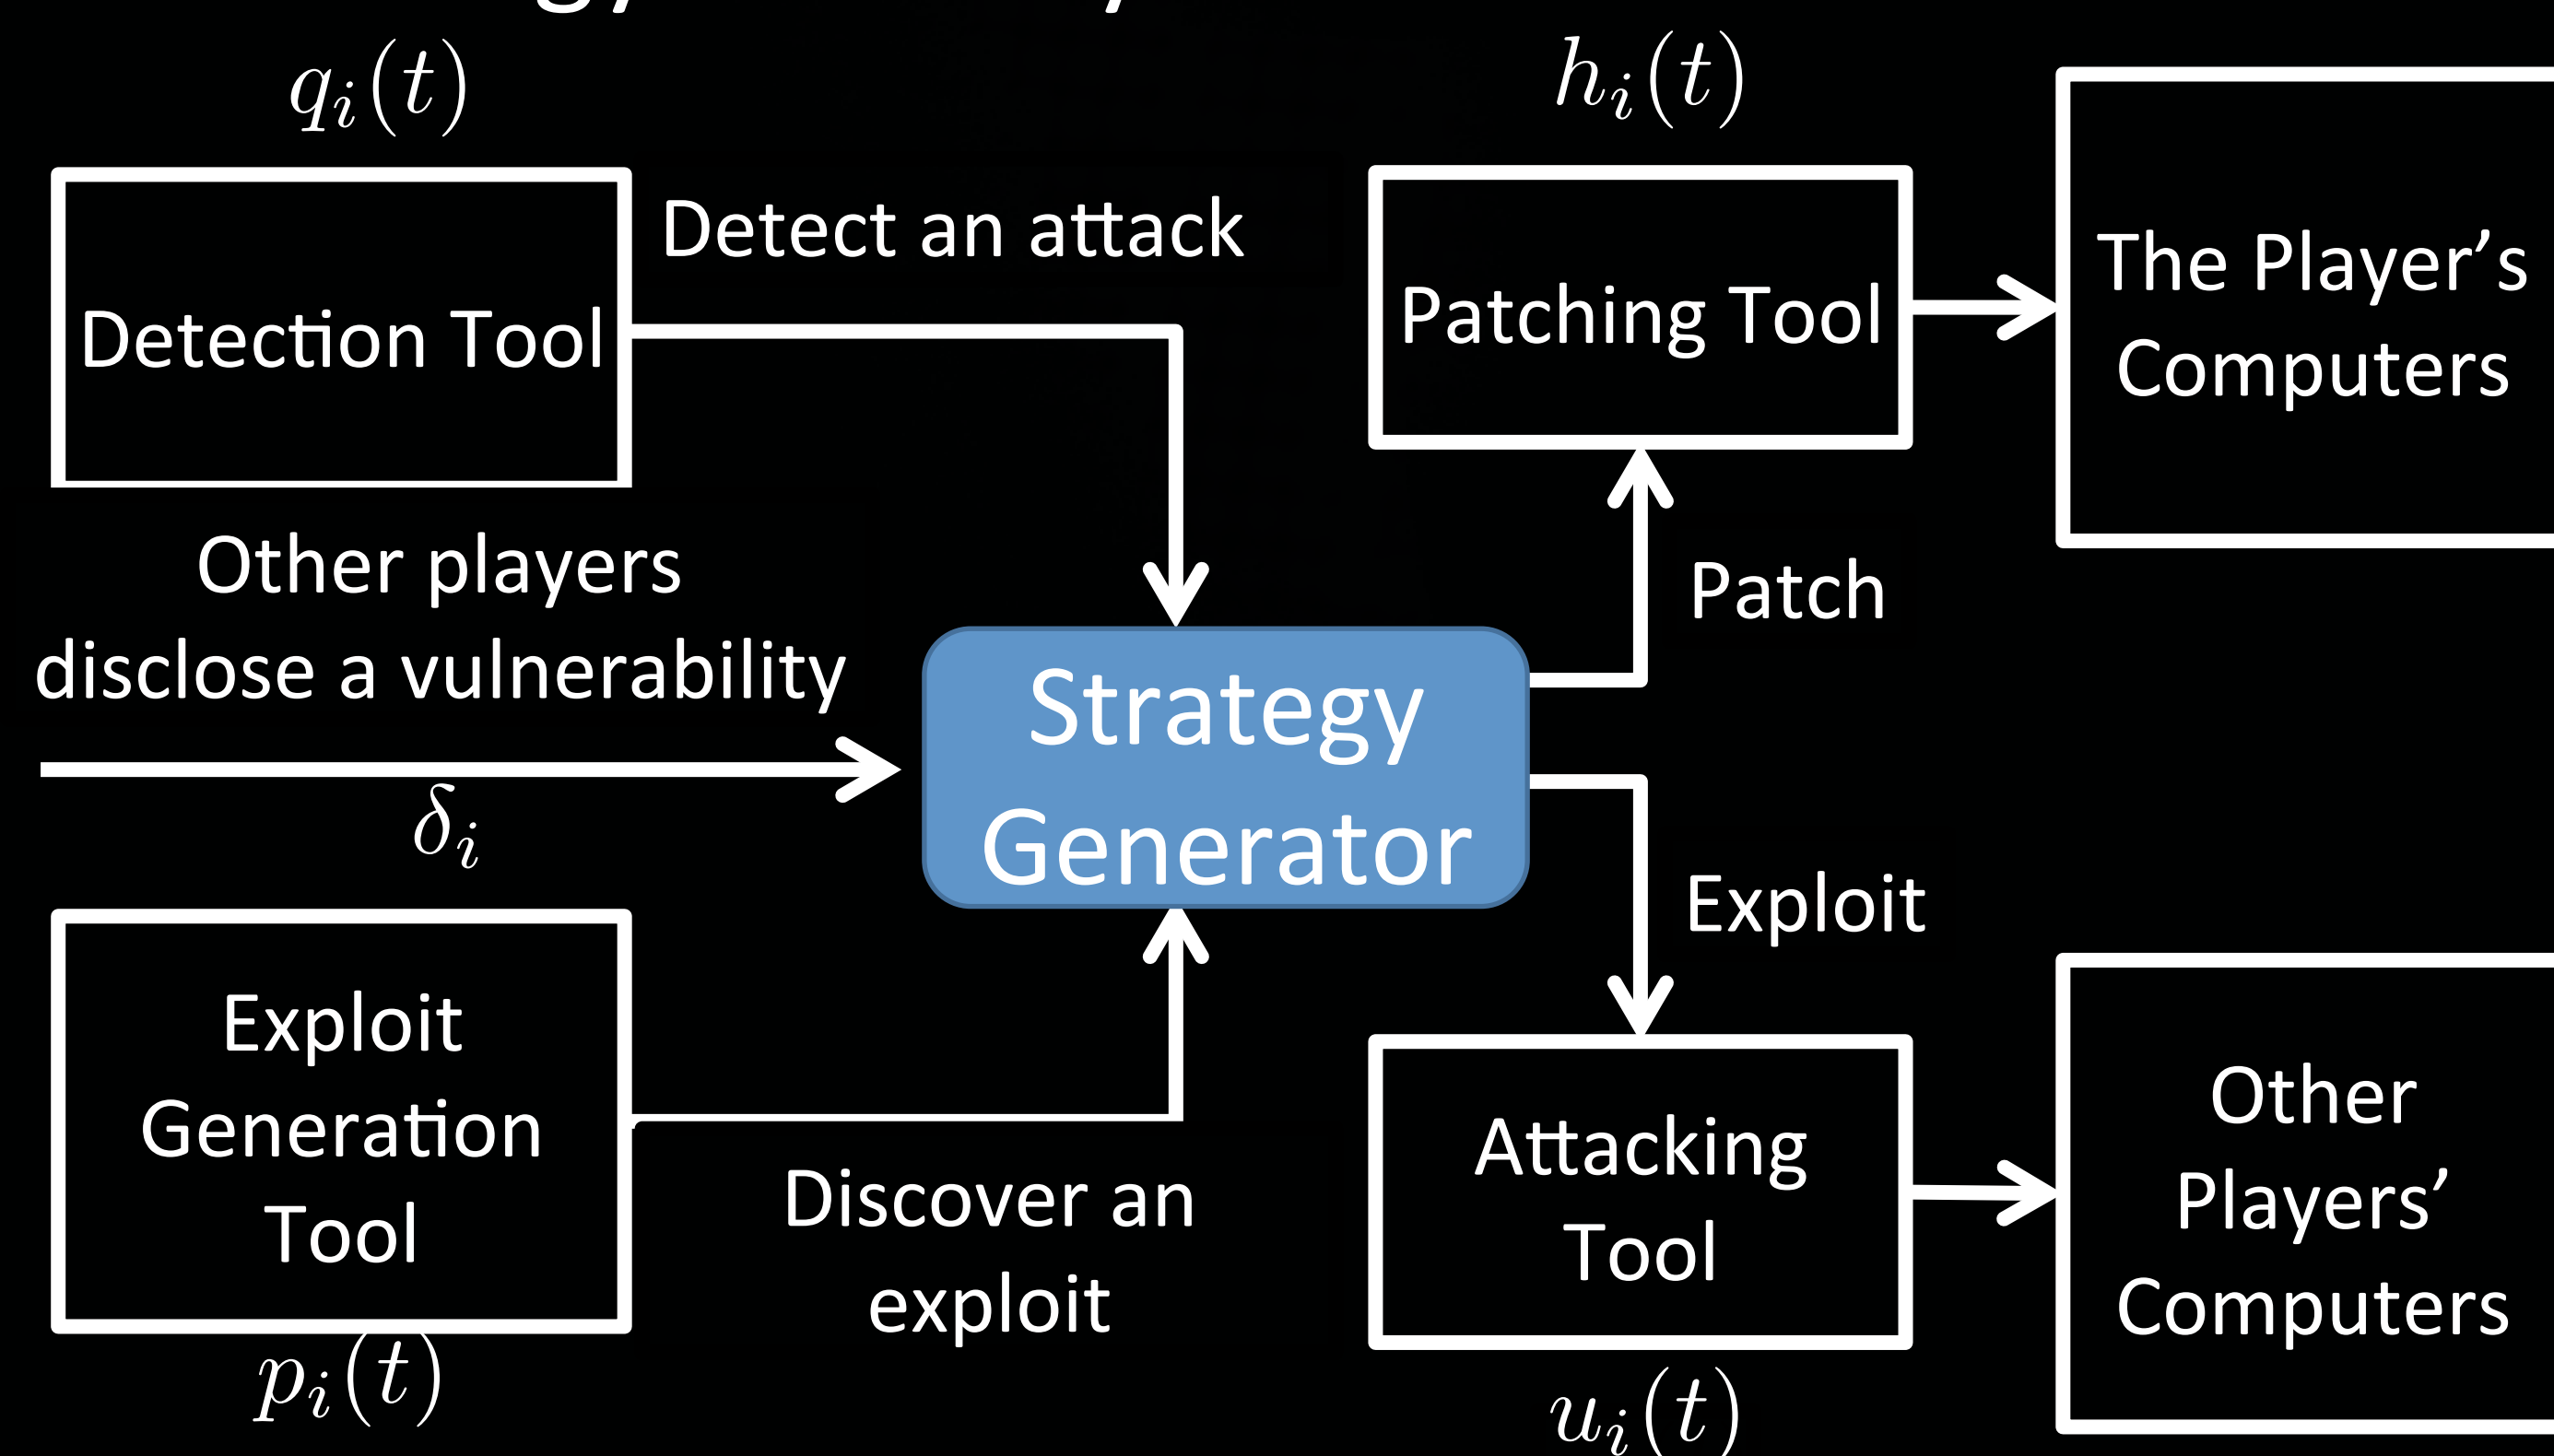 q_i(t)
Detection Tool
Detect an attack
Other players
disclose a vulnerability
δ_i
Exploit
Generation
Tool
p_i(t)
Discover an
exploit
Strategy
Generator
h_i(t)
Patching Tool
Patch
The Player’s
Computers
Exploit
Attacking
Tool
u_i(t)
Other
Players’
Computers